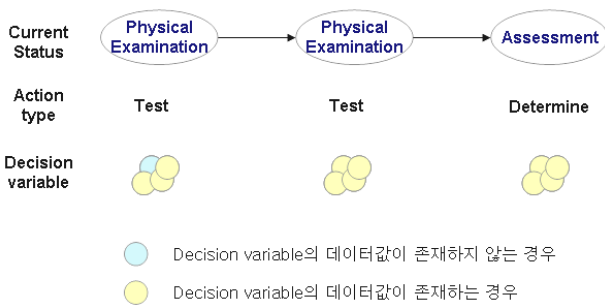 Current Status
Physical Examination
Physical Examination
Assessment
Action type
Test
Test
Determine
Decision variable
Decision variable의 데이터값이 존재하지 않는 경우
Decision variable의 데이터값이 존재하는 경우